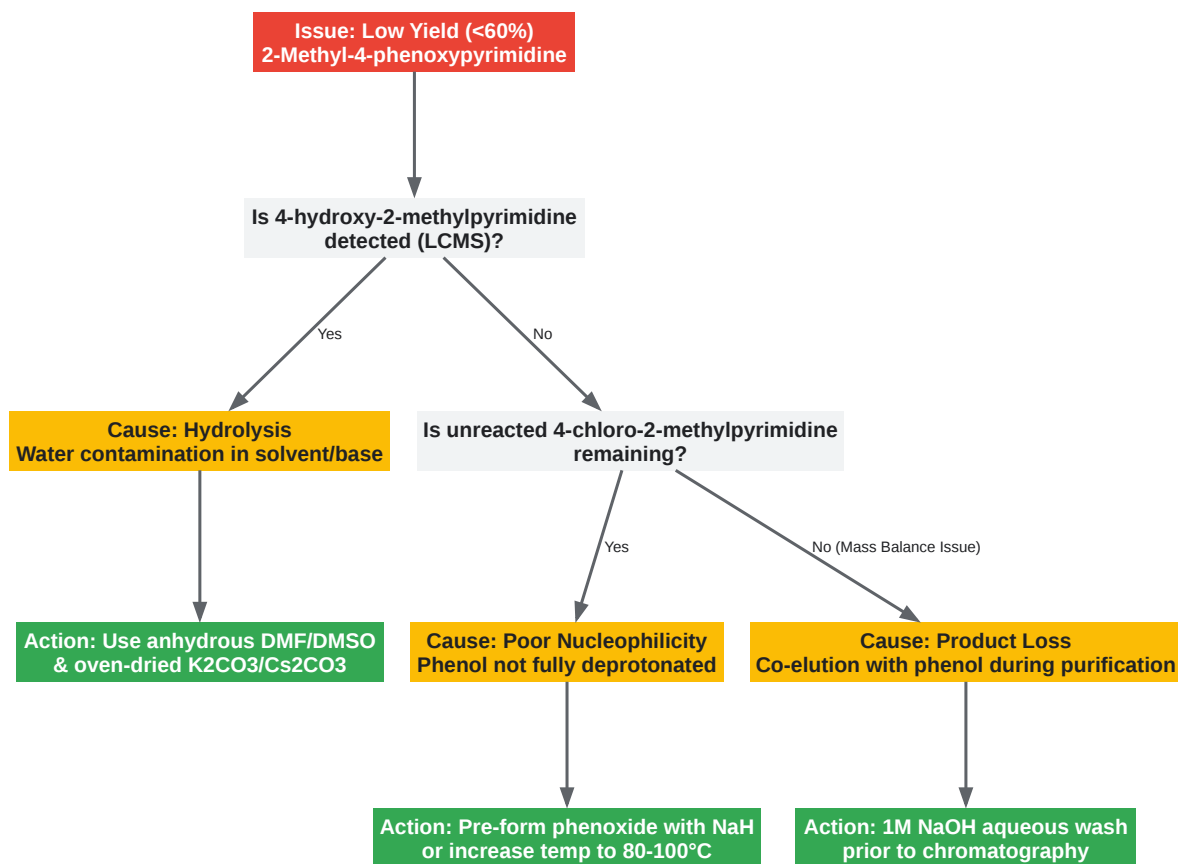 Issue: Low Yield (<60%)
2-Methyl-4-phenoxypyrimidine
Is 4-hydroxy-2-methylpyrimidine
detected (LCMS)?
Yes
No
Cause: Hydrolysis
Water contamination in solvent/base
Is unreacted 4-chloro-2-methylpyrimidine
remaining?
Yes
No (Mass Balance Issue)
Action: Use anhydrous DMF/DMSO
& oven-dried K2CO3/Cs2CO3
Cause: Poor Nucleophilicity
Phenol not fully deprotonated
Cause: Product Loss
Co-elution with phenol during purification
Action: Pre-form phenoxide with NaH
or increase temp to 80-100°C
Action: 1M NaOH aqueous wash
prior to chromatography